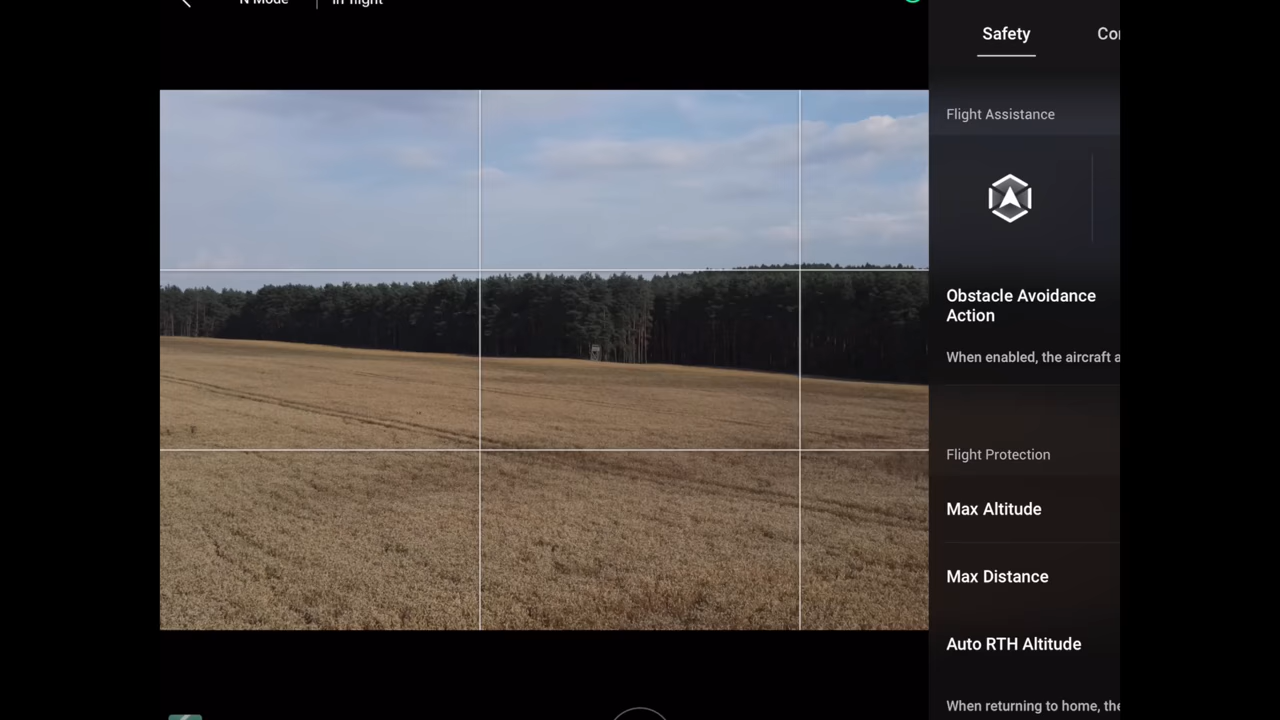 N Mode
In-flight
Safety
Flight Assistance
Obstacle Avoidance
Action
When enabled, the aircraft
Flight Protection
Max Altitude
Max Distance
Auto RTH Altitude
When returning to home, the